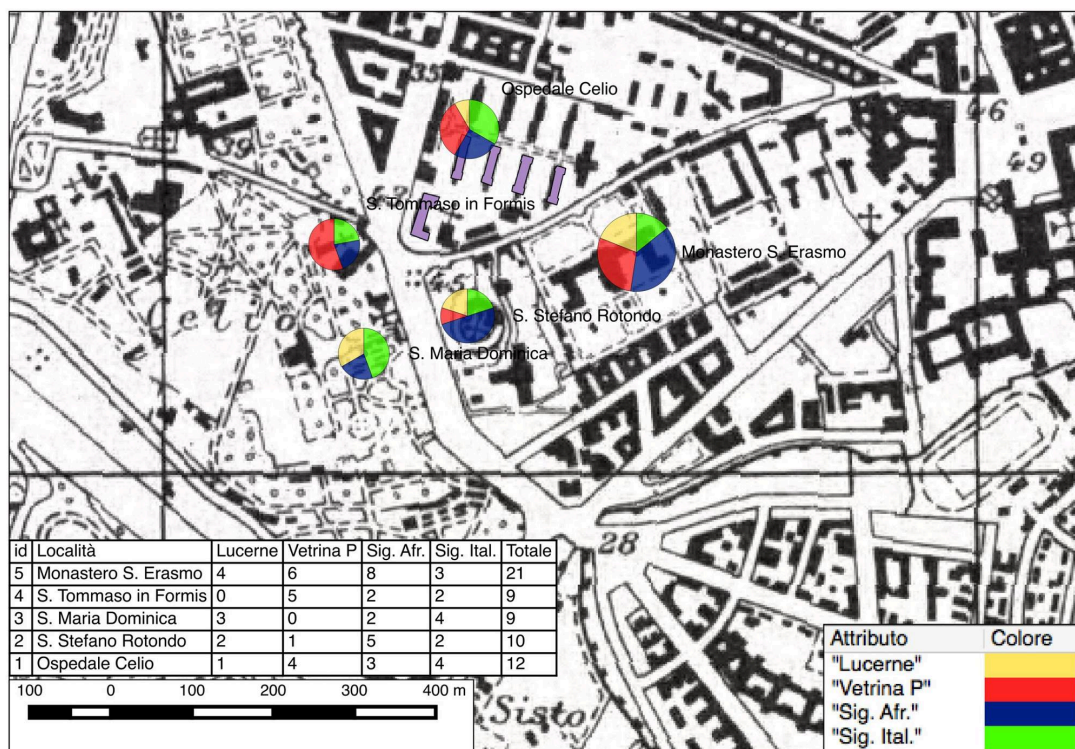 35
Ospedale Celio
46
39
49
42
S. Tommaso in Formis
Monastero S. Erasmo
45
Celio
S. Stefano Rotondo
S. Maria Dominica
28
id Località Lucerne Vetrina P Sig. Afr. Sig. Ital. Totale
5 Monastero S. Erasmo 4 6 8 3 21
4 S. Tommaso in Formis 0 5 2 2 9
3 S. Maria Dominica 3 0 2 4 9
2 S. Stefano Rotondo 2 1 5 2 10
1 Ospedale Celio 1 4 3 4 12
100 0 100 200 300 400 m
Sisto
Attributo Colore
"Lucerne"
"Vetrina P"
"Sig. Afr."
"Sig. Ital."